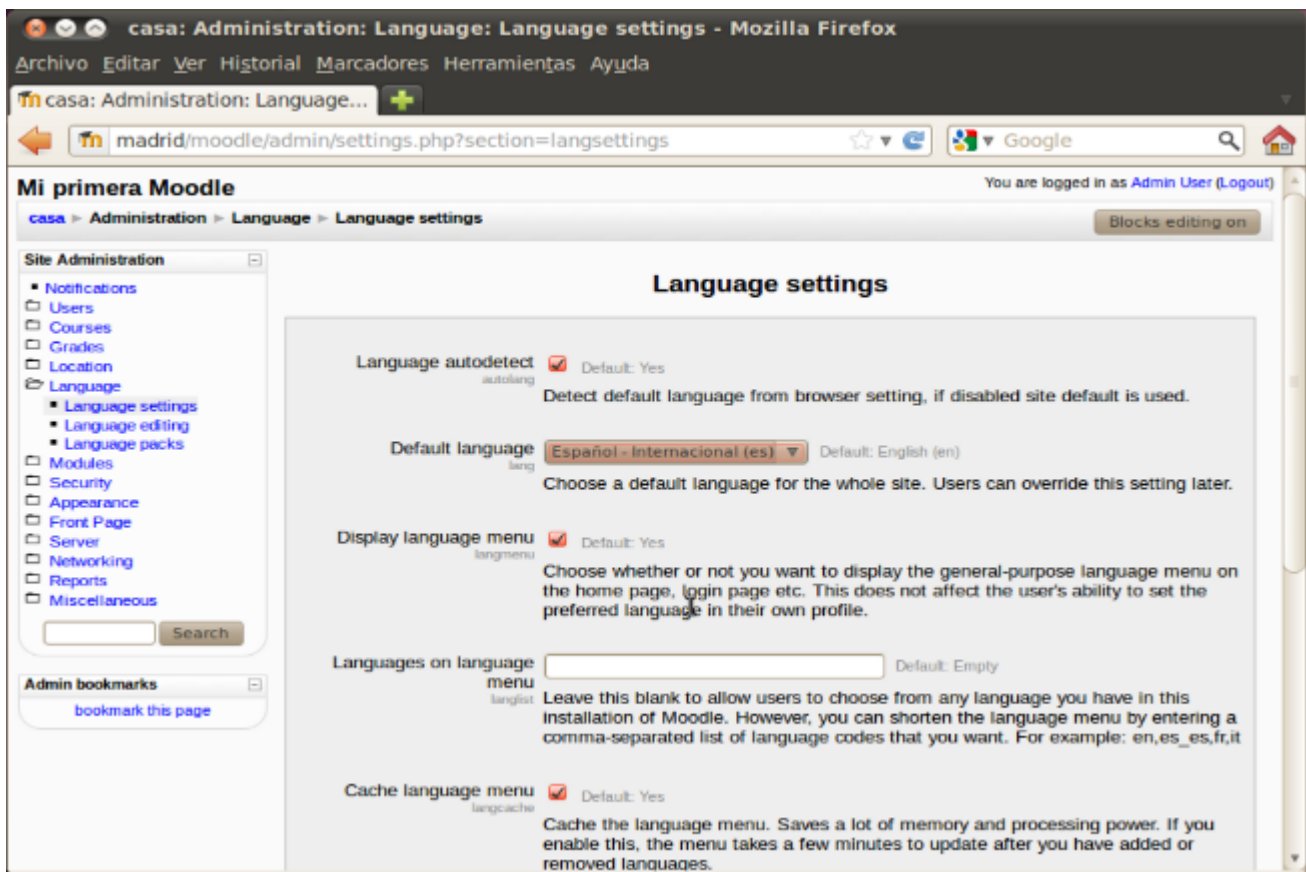 casa: Administration: Language: Language settings - Mozilla Firefox
Archivo Editar Ver Historial Marcadores Herramientas Ayuda
casa: Administration: Language...
madrid/moodle/admin/settings.php?section=langsettings
Google
Mi primera Moodle
You are logged in as Admin User (Logout)
casa ► Administration ► Language ► Language settings
Blocks editing on
Site Administration
Notifications
Users
Courses
Grades
Location
Language
Language settings
Language editing
Language packs
Modules
Security
Appearance
Front Page
Server
Networking
Reports
Miscellaneous
Search
Admin bookmarks
bookmark this page
Language settings
Language autodetect Default: Yes
autolang
Detect default language from browser setting, if disabled site default is used.
Default language Español - Internacional (es) Default: English (en)
lang
Choose a default language for the whole site. Users can override this setting later.
Display language menu Default: Yes
langmenu
Choose whether or not you want to display the general-purpose language menu on
the home page, login page etc. This does not affect the user's ability to set the
preferred language in their own profile.
Languages on language
menu
Default: Empty
langlist
Leave this blank to allow users to choose from any language you have in this
installation of Moodle. However, you can shorten the language menu by entering a
comma-separated list of language codes that you want. For example: en,es_es,fr,it
Cache language menu Default: Yes
langcache
Cache the language menu. Saves a lot of memory and processing power. If you
enable this, the menu takes a few minutes to update after you have added or
removed languages.